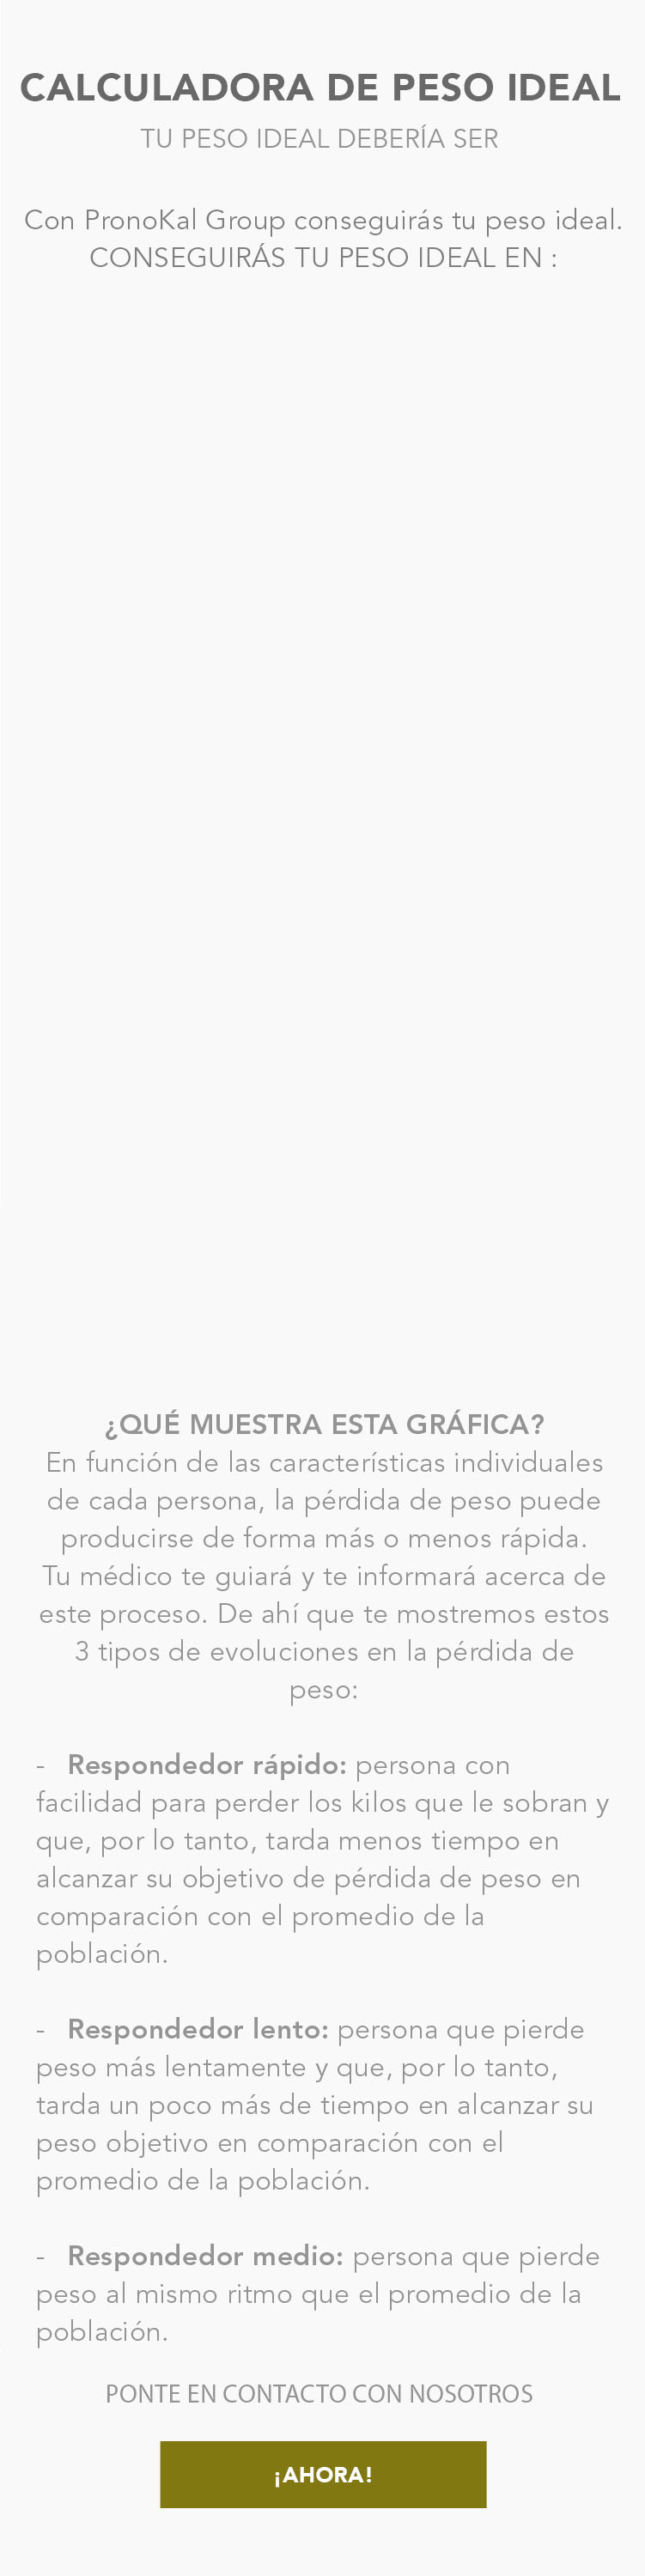 CALCULADORA DE PESO IDEAL
TU PESO IDEAL DEBERÍA SER
Con PronoKal Group conseguirás tu peso ideal.
CONSEGUIRÁS TU PESO IDEAL EN :
¿QUÉ MUESTRA ESTA GRÁFICA?
En función de las características individuales
de cada persona, la pérdida de peso puede
producirse de forma más o menos rápida.
Tu médico te guiará y te informará acerca de
este proceso. De ahí que te mostremos estos
3 tipos de evoluciones en la pérdida de
peso:
- Respondedor rápido: persona con
facilidad para perder los kilos que le sobran y
que, por lo tanto, tarda menos tiempo en
alcanzar su objetivo de pérdida de peso en
comparación con el promedio de la
población.
- Respondedor lento: persona que pierde
peso más lentamente y que, por lo tanto,
tarda un poco más de tiempo en alcanzar su
peso objetivo en comparación con el
promedio de la población.
- Respondedor medio: persona que pierde
peso al mismo ritmo que el promedio de la
población.
PONTE EN CONTACTO CON NOSOTROS
¡AHORA!